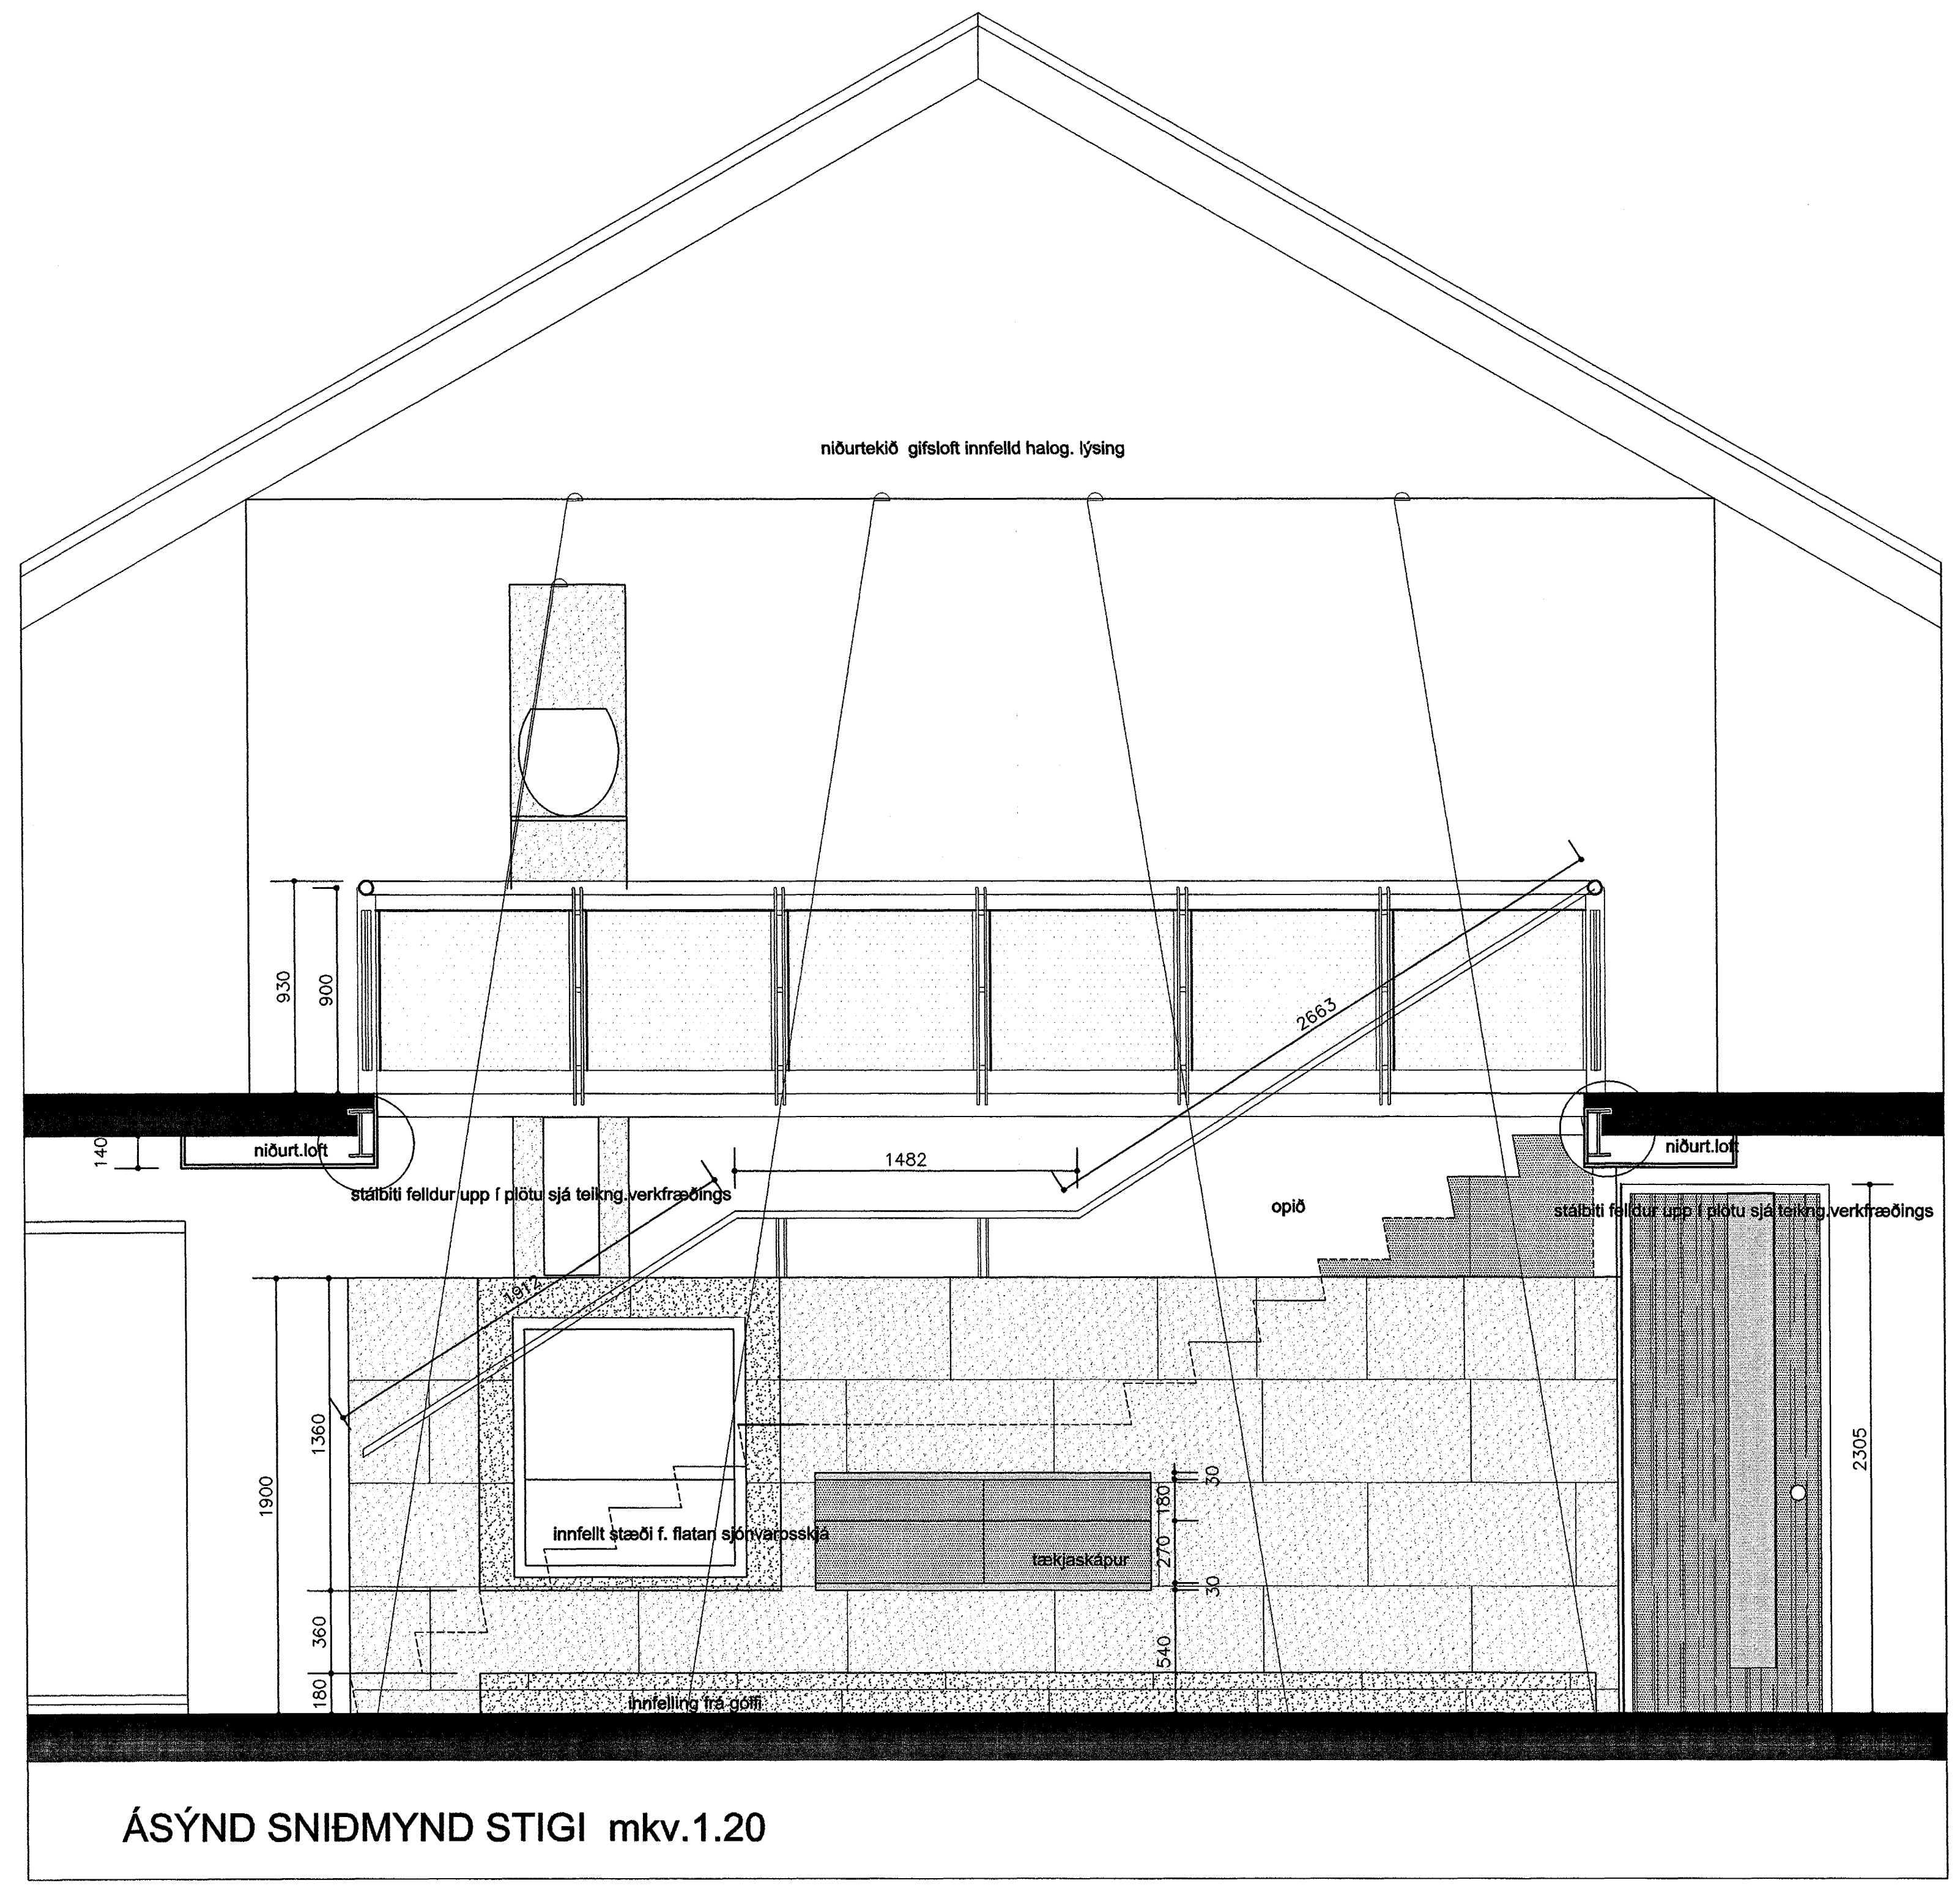 niðurtekið gifsloft innfelld halog. lýsing
2663
930
900
140
niðurt.loft
niðurt.loft
1482
stálbiti felldur upp í plötu sjá teikng.verkfræðings
opið
stálbiti felldur upp í plötu sjá teikng.verkfræðings
1912
1360
1900
2305
30
180
innfellt stæði f. flatan sjónvarpsskjá
270
tækjaskápur
30
360
540
180
innfelling frá gólfi
ÁSÝND SNIÐMYND STIGI mkv.1.20